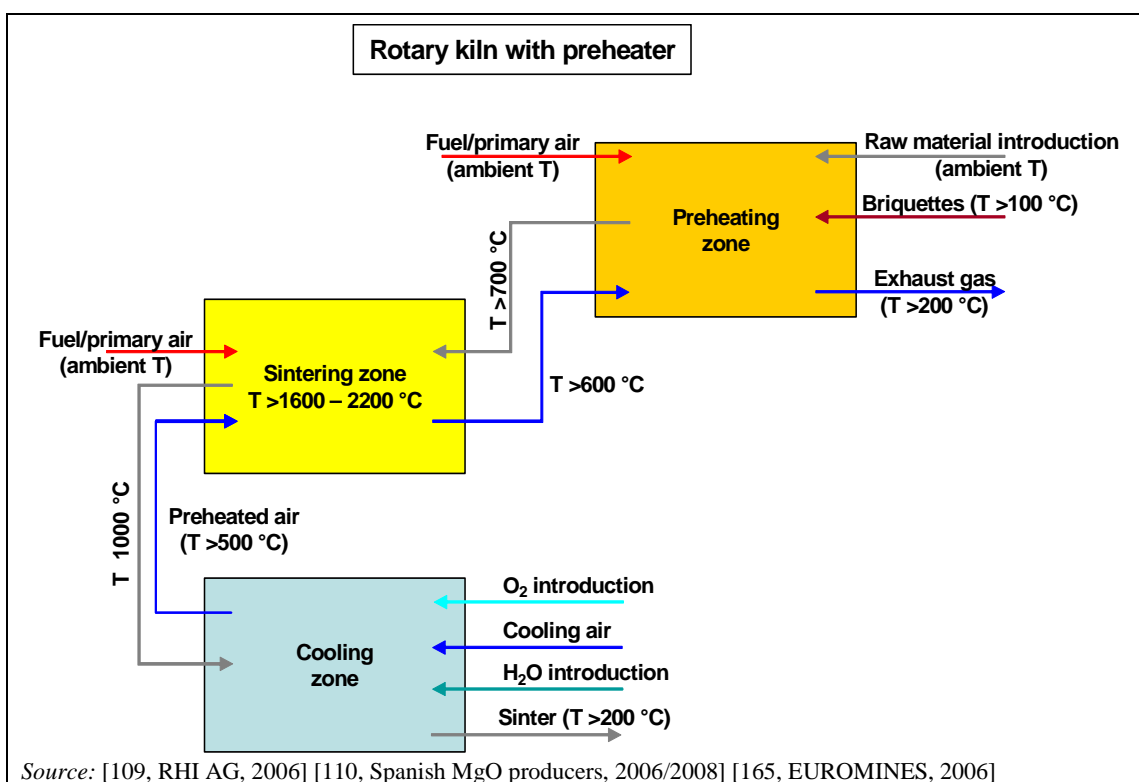 Rotary kiln with preheater
Fuel/primary air
(ambient T)
Raw material introduction
(ambient T)
Briquettes (T >100 °C)
Preheating
zone
Exhaust gas
(T >200 °C)
T >700 °C
Fuel/primary air
(ambient T)
Sintering zone
T >1600 – 2200 °C
T >600 °C
T 1000 °C
Preheated air
(T >500 °C)
O₂ introduction
Cooling air
Cooling
zone
H₂O introduction
Sinter (T >200 °C)
Source: [109, RHI AG, 2006] [110, Spanish MgO producers, 2006/2008] [165, EUROMINES, 2006]